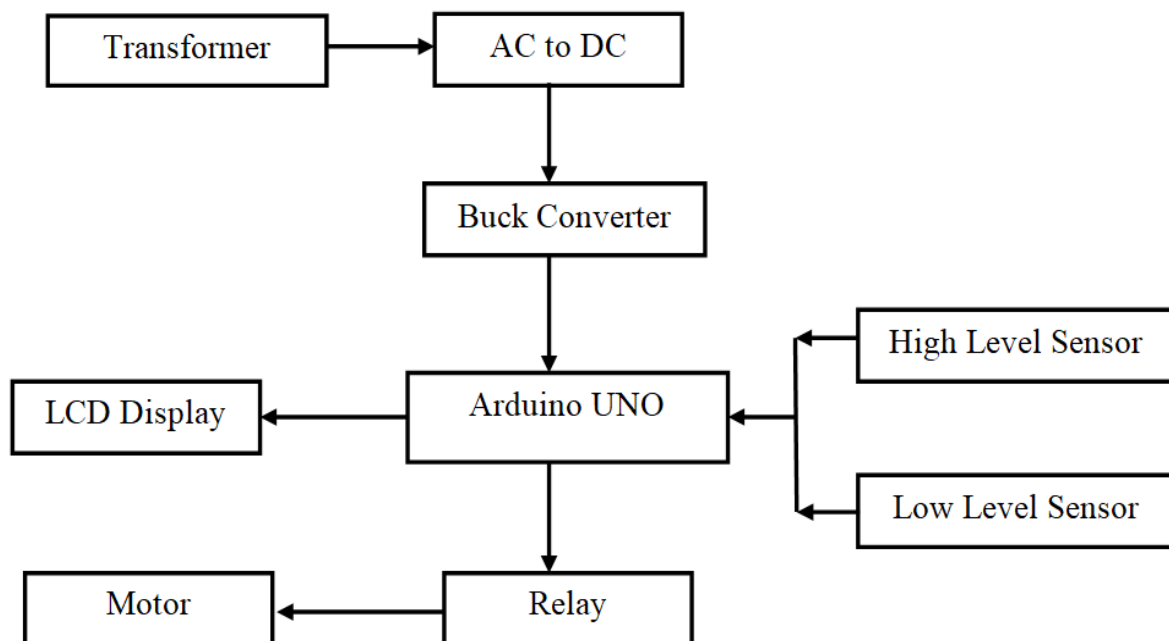 Transformer
AC to DC
Buck Converter
High Level Sensor
LCD Display
Arduino UNO
Low Level Sensor
Motor
Relay